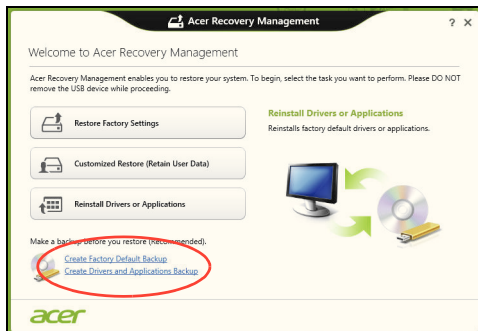 Acer Recovery Management
? ×
Welcome to Acer Recovery Management
Acer Recovery Management enables you to restore your system. To begin, select the task you want to perform. Please DO NOT
remove the USB device while proceeding.
Restore Factory Settings
Customized Restore (Retain User Data)
Reinstall Drivers or Applications
Reinstall Drivers or Applications
Reinstalls factory default drivers or applications.
Make a backup before you restore (Recommended).
Create Factory Default Backup
Create Drivers and Applications Backup
acer